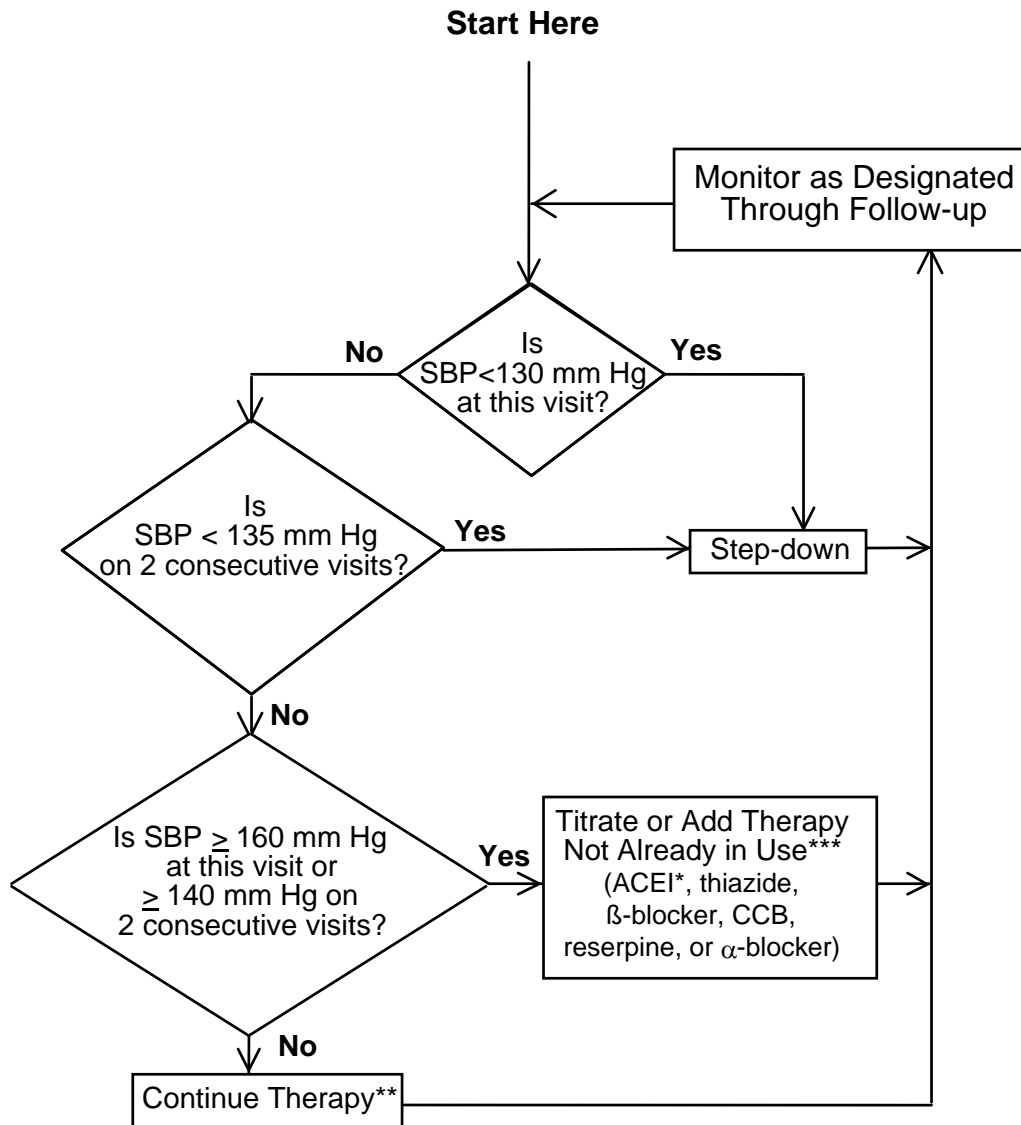 Start Here
Monitor as Designated
Through Follow-up
Is
SBP<130 mm Hg
at this visit?
No
Yes
Is
SBP < 135 mm Hg
on 2 consecutive visits?
Yes
Step-down
No
Is SBP ≥ 160 mm Hg
at this visit or
≥ 140 mm Hg on
2 consecutive visits?
Yes
Titrate or Add Therapy
Not Already in Use***
(ACEI*, thiazide,
ß-blocker, CCB,
reserpine, or α-blocker)
No
Continue Therapy**